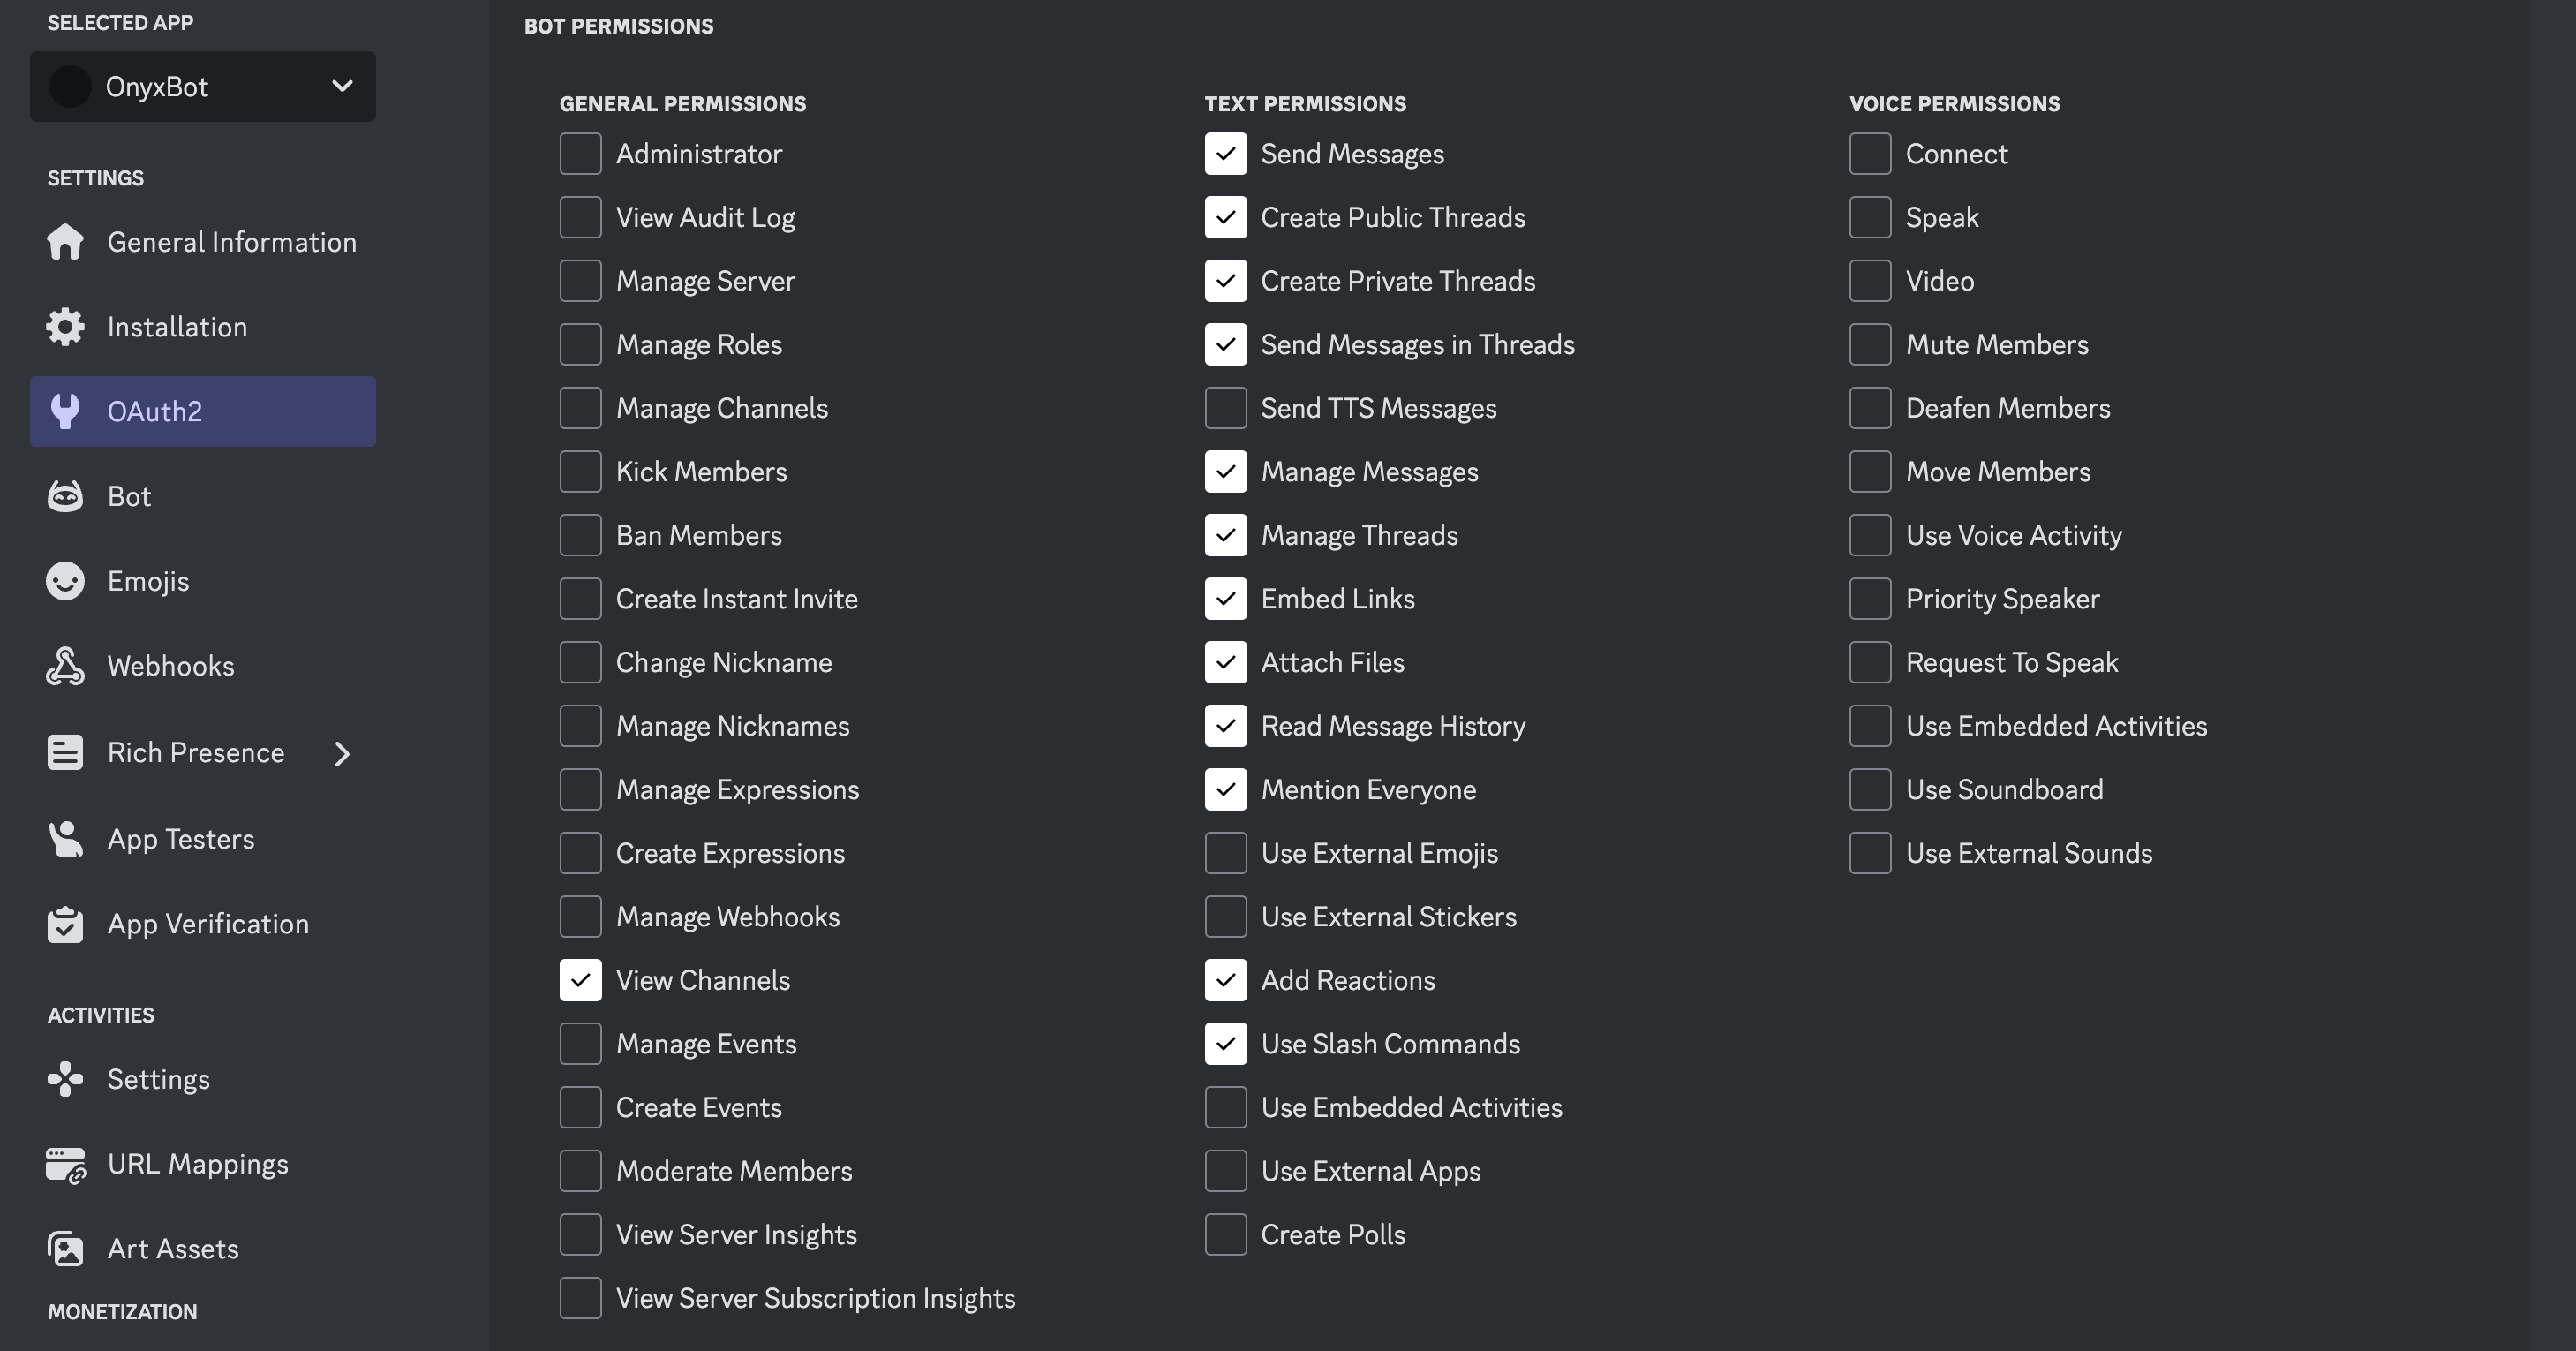 SELECTED APP
OnyxBot
SETTINGS
General Information
Installation
OAuth2
Bot
Emojis
Webhooks
Rich Presence
App Testers
App Verification
ACTIVITIES
Settings
URL Mappings
Art Assets
MONETIZATION
BOT PERMISSIONS
GENERAL PERMISSIONS
Administrator
View Audit Log
Manage Server
Manage Roles
Manage Channels
Kick Members
Ban Members
Create Instant Invite
Change Nickname
Manage Nicknames
Manage Expressions
Create Expressions
Manage Webhooks
View Channels
Manage Events
Create Events
Moderate Members
View Server Insights
View Server Subscription Insights
TEXT PERMISSIONS
Send Messages
Create Public Threads
Create Private Threads
Send Messages in Threads
Send TTS Messages
Manage Messages
Manage Threads
Embed Links
Attach Files
Read Message History
Mention Everyone
Use External Emojis
Use External Stickers
Add Reactions
Use Slash Commands
Use Embedded Activities
Use External Apps
Create Polls
VOICE PERMISSIONS
Connect
Speak
Video
Mute Members
Deafen Members
Move Members
Use Voice Activity
Priority Speaker
Request To Speak
Use Embedded Activities
Use Soundboard
Use External Sounds